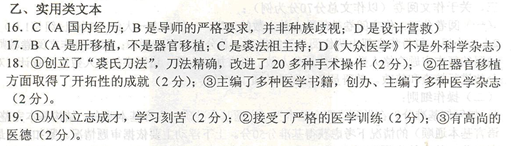 乙、实用类文本
16．C（A 国内经历；B 是导师的严格要求，并非种族歧视；D 是设计营救）
17．B（A 是肝移植，不是器官移植；C 是裘法祖主持；D《大众医学》不是外科学杂志）
18．①创立了“裘氏刀法”，刀法精确，改进了 20 多种手术操作（2 分）；②在器官移植
方面取得了开拓性的成就（2 分）；③主编了多种医学书籍，创办、主编了多种医学杂志
（2 分）。
19．①从小立志成才，学习刻苦（2 分）；②接受了严格的医学训练（2 分）；③有高尚的
医德（2 分）。